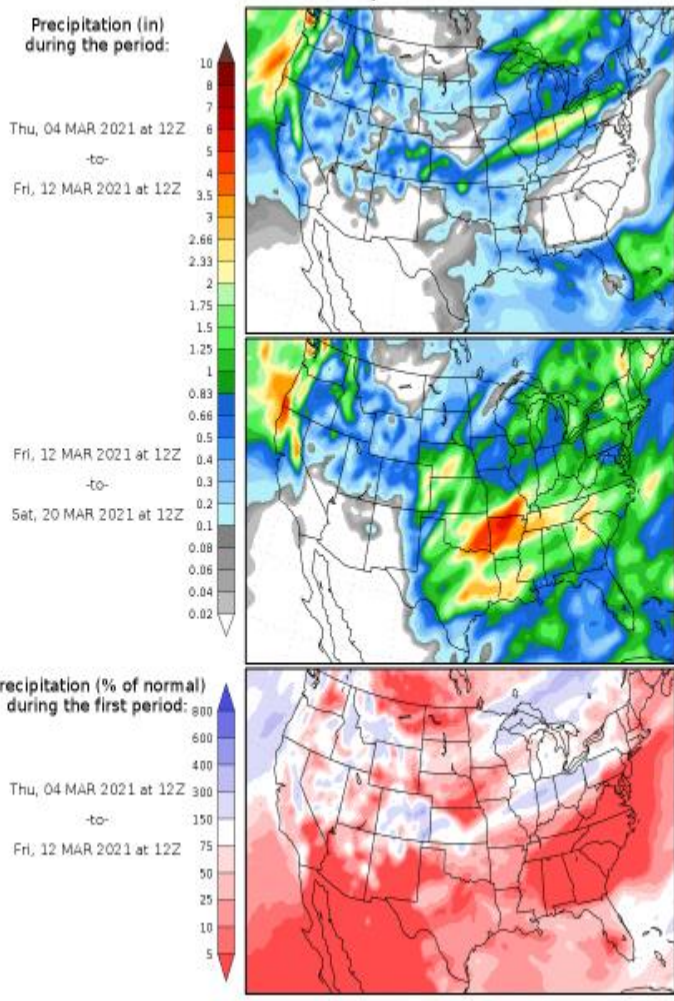 Precipitation (in)
during the period:
Thu, 04 MAR 2021 at 12Z
-to-
Fri, 12 MAR 2021 at 12Z
10
8
7
6
5
4
3.5
3
2.66
2.33
2
1.75
1.5
1.25
1
0.83
0.66
0.5
0.4
0.3
0.2
0.1
0.08
0.06
0.04
0.02
Fri, 12 MAR 2021 at 12Z
-to-
Sat, 20 MAR 2021 at 12Z
recipitation (% of normal)
during the first period:
Thu, 04 MAR 2021 at 12Z
-to-
Fri, 12 MAR 2021 at 12Z
800
600
400
300
150
75
50
25
10
5